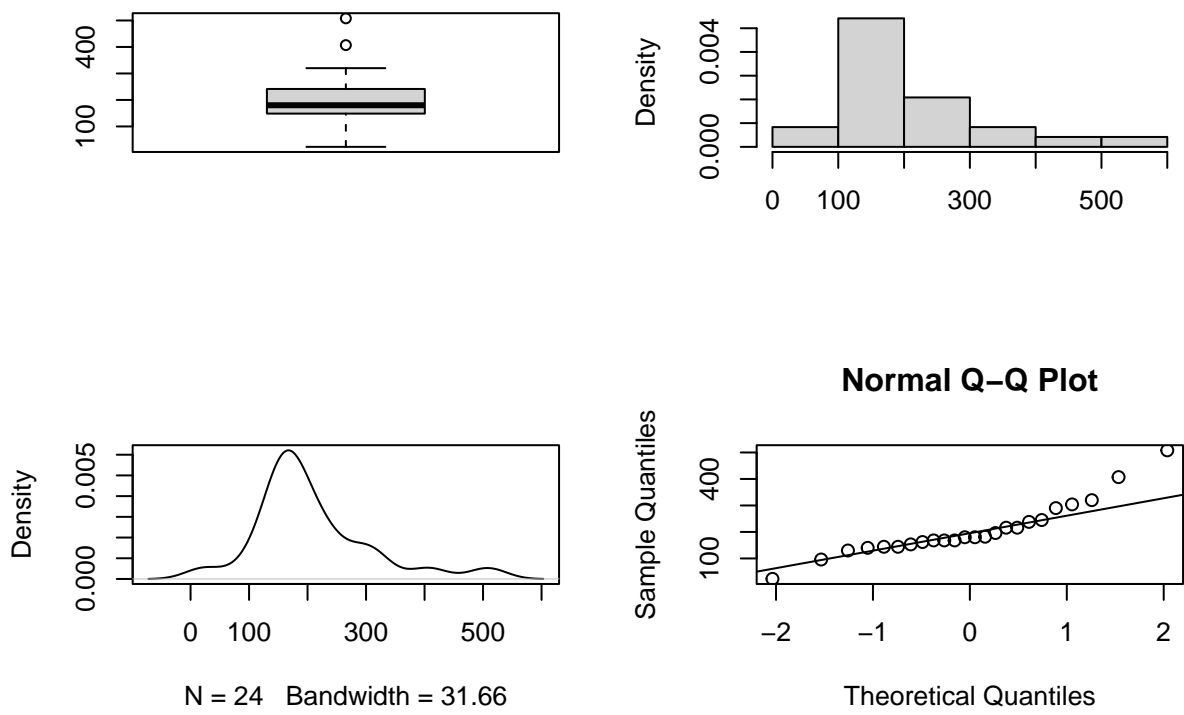 400
100
Density
0.004
0.000
0 100 300 500
Density
0.005
0.000
0 100 300 500
N = 24 Bandwidth = 31.66
Normal Q−Q Plot
Sample Quantiles
400
100
−2 −1 0 1 2
Theoretical Quantiles